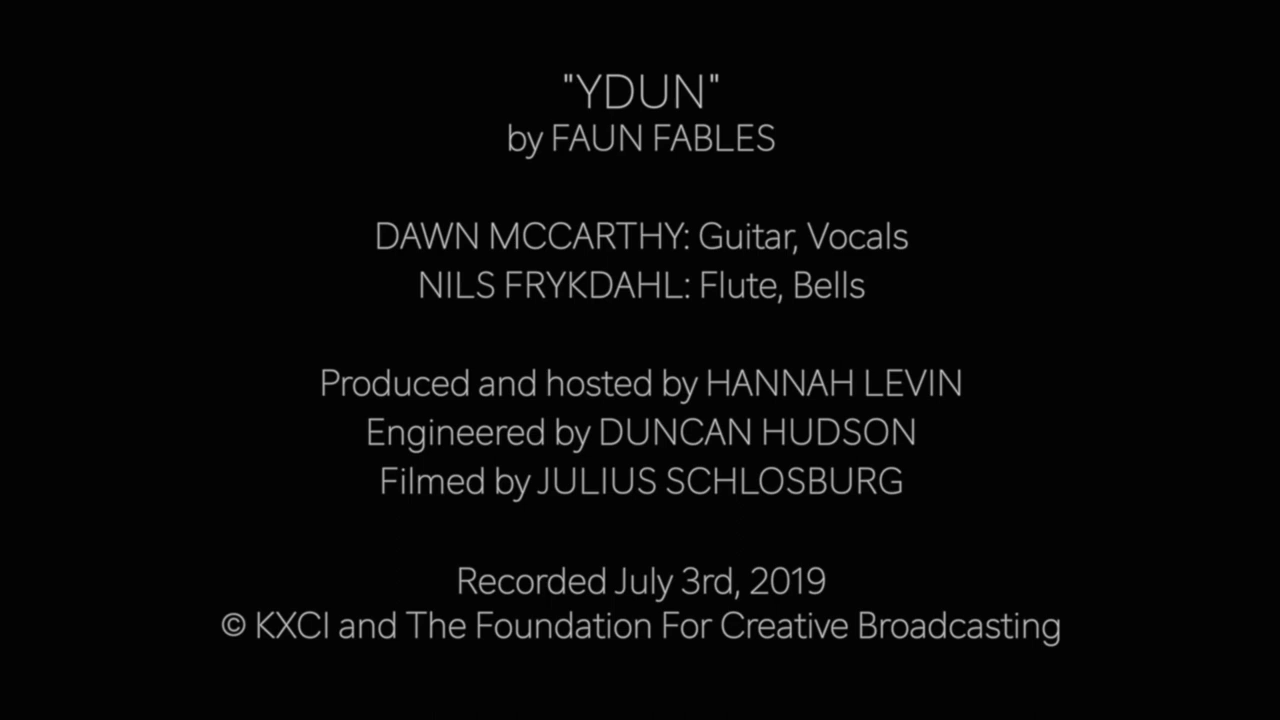 "YDUN"
by FAUN FABLES
DAWN MCCARTHY: Guitar, Vocals
NILS FRYKDAHL: Flute, Bells
Produced and hosted by HANNAH LEVIN
Engineered by DUNCAN HUDSON
Filmed by JULIUS SCHLOSBURG
Recorded July 3rd, 2019
© KXCI and The Foundation For Creative Broadcasting